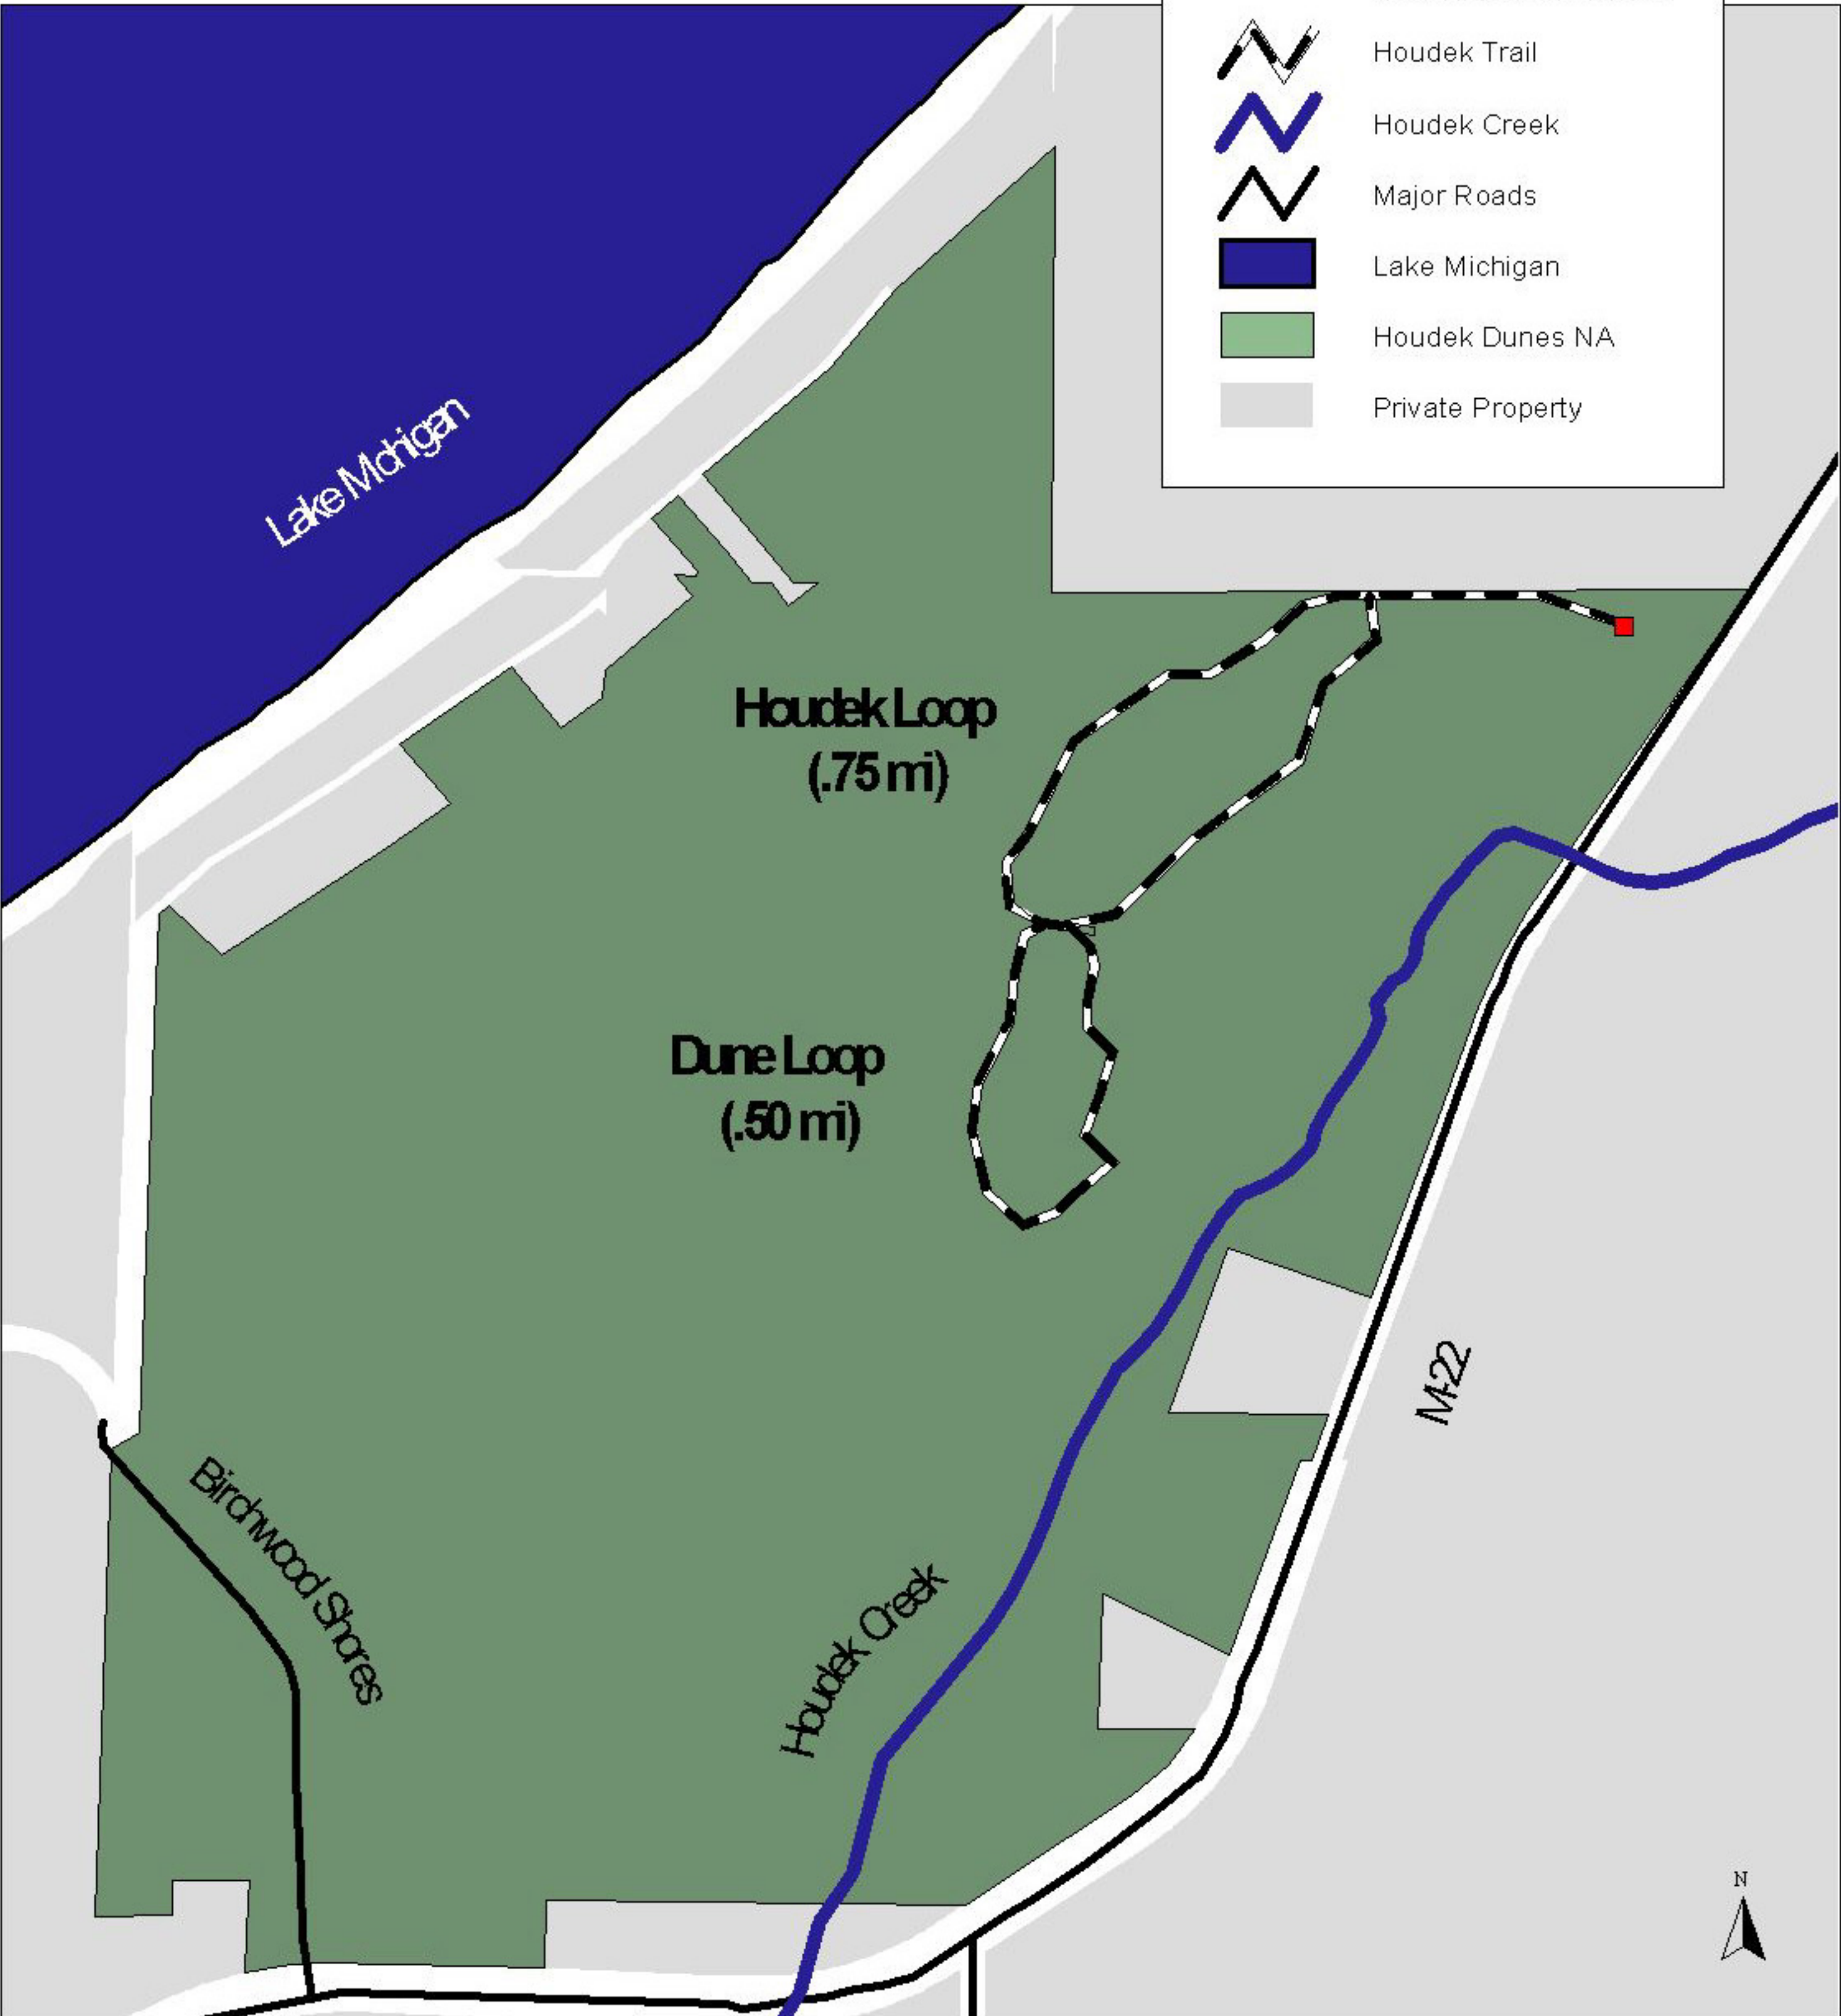 Houdek Trail
Houdek Creek
Major Roads
Lake Michigan
Houdek Dunes NA
Private Property
Lake Michigan
Houdek Loop
(.75 mi)
Dune Loop
(.50 mi)
M-22
Birchwood Shores
Houdek Creek
N